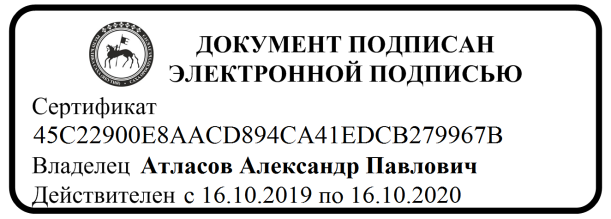 ДОКУМЕНТ ПОДПИСАН
ЭЛЕКТРОННОЙ ПОДПИСЬЮ
Сертификат
45C22900E8AACD894CA41EDCB279967B
Владелец Атласов Александр Павлович
Действителен с 16.10.2019 по 16.10.2020